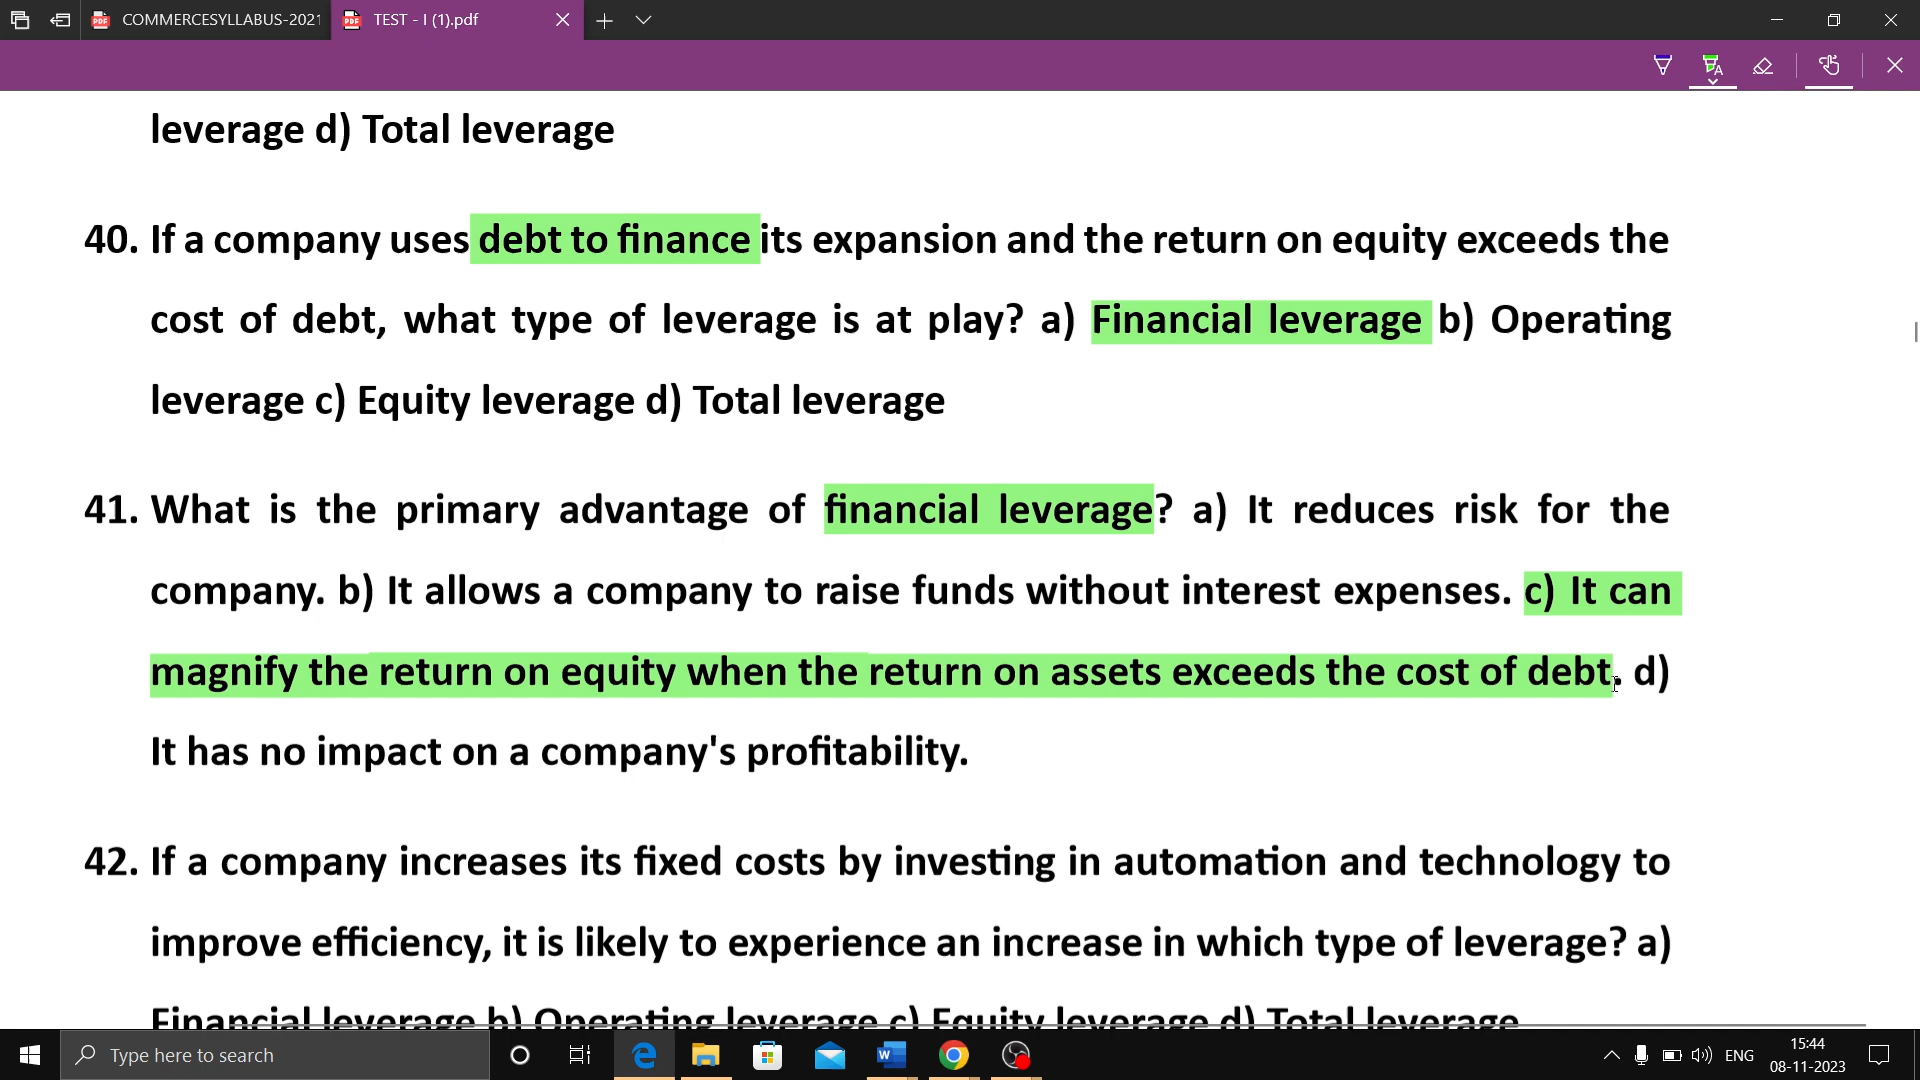 COMMERCESYLLABUS-2021
TEST - I (1).pdf
leverage d) Total leverage
40. If a company uses debt to finance its expansion and the return on equity exceeds the
cost of debt, what type of leverage is at play? a) Financial leverage b) Operating
leverage c) Equity leverage d) Total leverage
41. What is the primary advantage of financial leverage? a) It reduces risk for the
company. b) It allows a company to raise funds without interest expenses. c) It can
magnify the return on equity when the return on assets exceeds the cost of debt. d)
It has no impact on a company's profitability.
42. If a company increases its fixed costs by investing in automation and technology to
improve efficiency, it is likely to experience an increase in which type of leverage? a)
Financial leverage b) Operating leverage c) Equity leverage d) Total leverage
Type here to search
ENG
15:44
08-11-2023